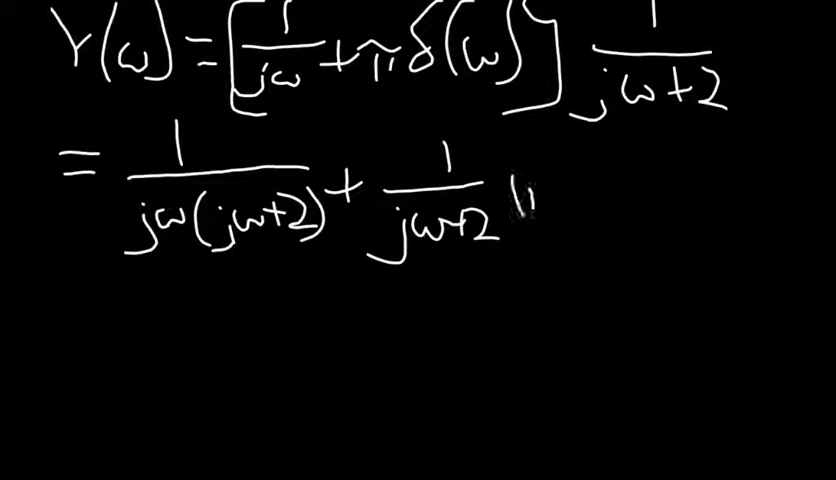 Y(ω) = [1/jω + πδ(ω)] 1/jω+2
= 1/jω(jω+2) + 1/jω+2